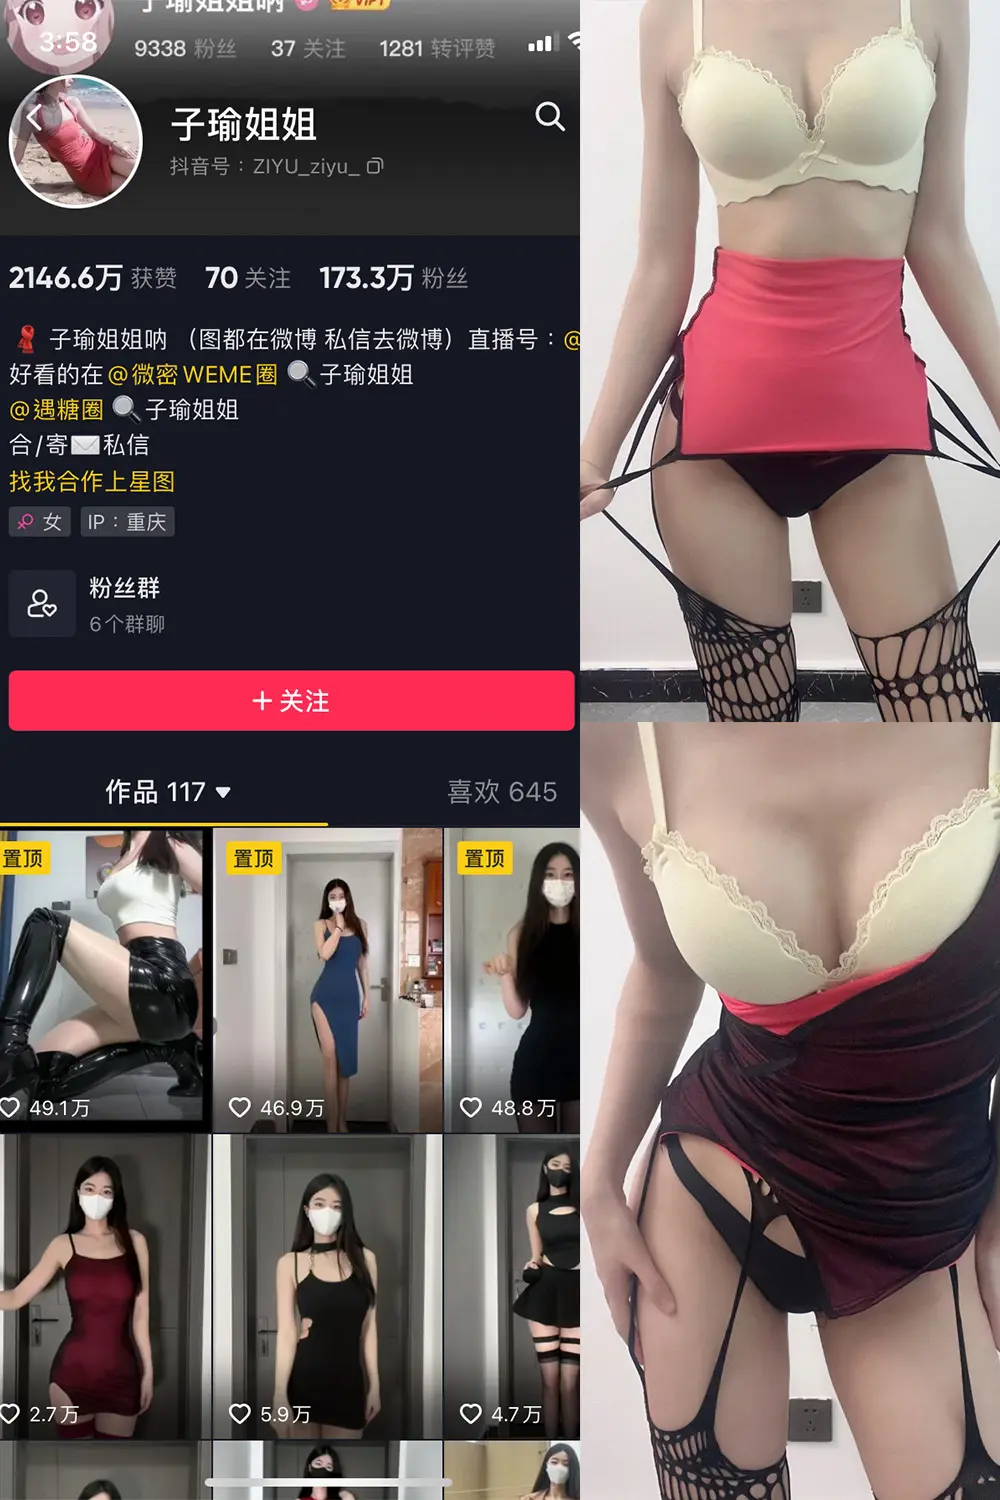 子瑜姐姐呐 VIP1
3:58
9338 粉丝 37 关注 1281 转评赞
子瑜姐姐
抖音号：ZIYU_ziyu_
2146.6万 获赞 70 关注 173.3万 粉丝
子瑜姐姐呐 （图都在微博 私信去微博）直播号：@
好看的在@微密WEME圈 子瑜姐姐
@遇糖圈 子瑜姐姐
合/寄 私信
找我合作上星图
女 IP：重庆
粉丝群
6个群聊
+ 关注
作品 117 喜欢 645
置顶 置顶 置顶
49.1万 46.9万 48.8万
2.7万 5.9万 4.7万